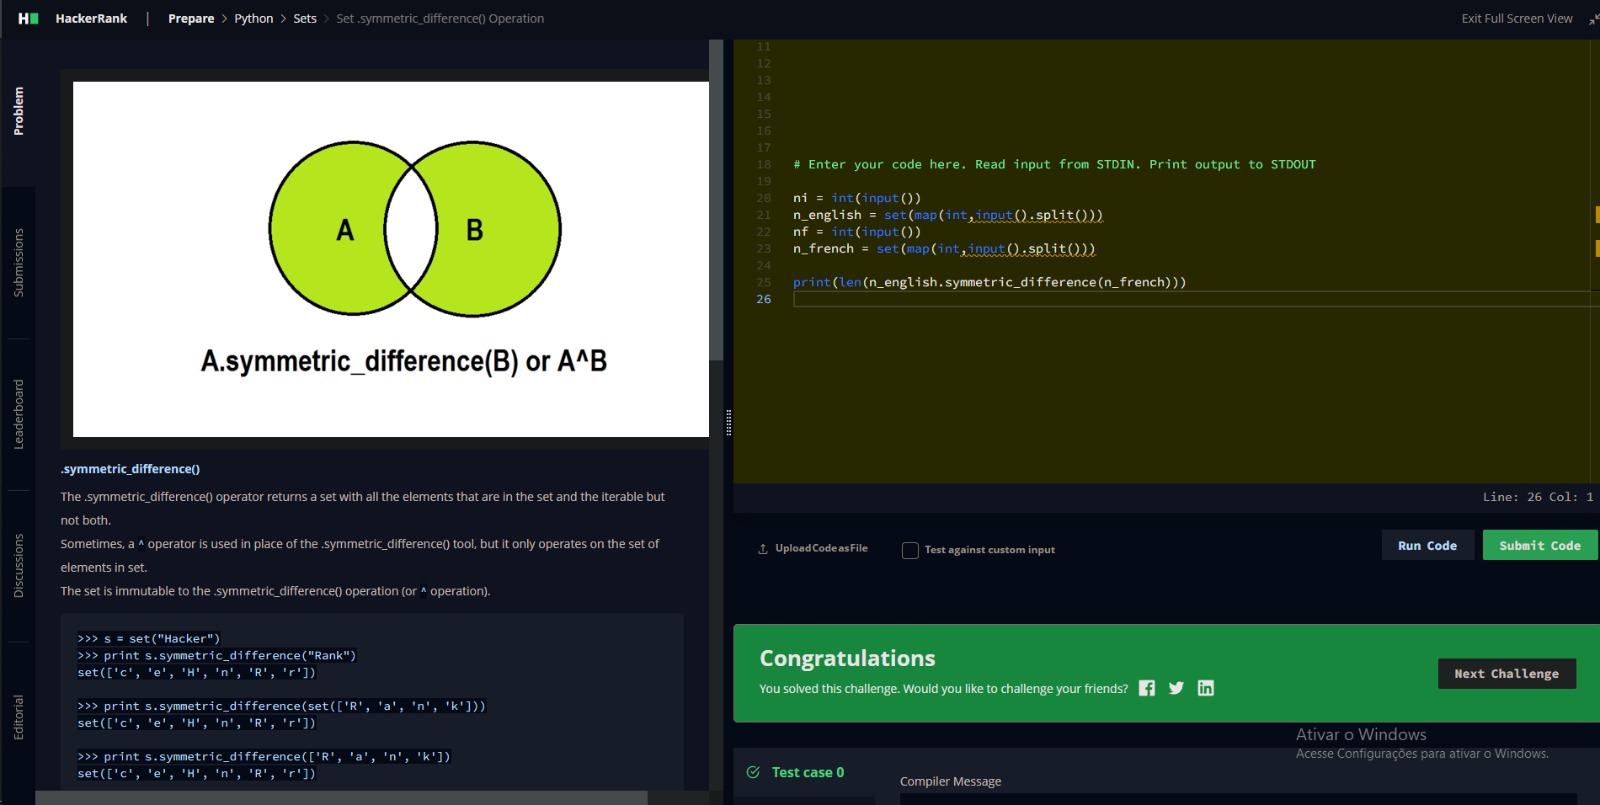 HackerRank | Prepare > Python > Sets > Set .symmetric_difference() Operation
Exit Full Screen View
Problem
Submissions
Leaderboard
Discussions
Editorial
A
B
A.symmetric_difference(B) or A^B
.symmetric_difference()
The .symmetric_difference() operator returns a set with all the elements that are in the set and the iterable but
not both.
Sometimes, a ^ operator is used in place of the .symmetric_difference() tool, but it only operates on the set of
elements in set.
The set is immutable to the .symmetric_difference() operation (or ^ operation).
>>> s = set("Hacker")
>>> print s.symmetric_difference("Rank")
set(['c', 'e', 'H', 'n', 'R', 'r'])
>>> print s.symmetric_difference(set(['R', 'a', 'n', 'k']))
set(['c', 'e', 'H', 'n', 'R', 'r'])
>>> print s.symmetric_difference(['R', 'a', 'n', 'k'])
set(['c', 'e', 'H', 'n', 'R', 'r'])
11
12
13
14
15
16
17
18 # Enter your code here. Read input from STDIN. Print output to STDOUT
19
20 ni = int(input())
21 n_english = set(map(int,input().split()))
22 nf = int(input())
23 n_french = set(map(int,input().split()))
24
25 print(len(n_english.symmetric_difference(n_french)))
26
Line: 26 Col: 1
Upload Code as File
Test against custom input
Run Code
Submit Code
Congratulations
You solved this challenge. Would you like to challenge your friends?
Next Challenge
Ativar o Windows
Acesse Configurações para ativar o Windows.
Test case 0
Compiler Message